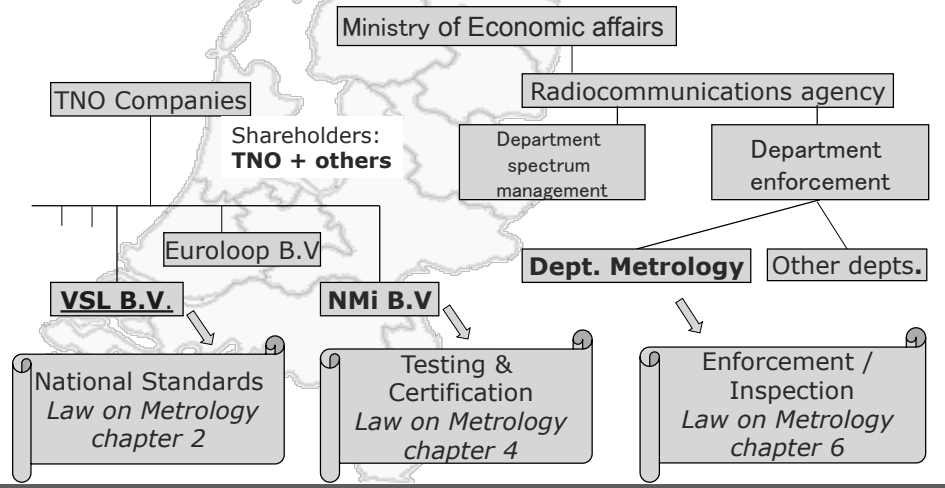 Ministry of Economic affairs
TNO Companies
Radiocommunications agency
Shareholders:
TNO + others
Department
spectrum
management
Department
enforcement
Euroloop B.V
Dept. Metrology
Other depts.
VSL B.V.
NMi B.V
National Standards
Law on Metrology
chapter 2
Testing &
Certification
Law on Metrology
chapter 4
Enforcement /
Inspection
Law on Metrology
chapter 6